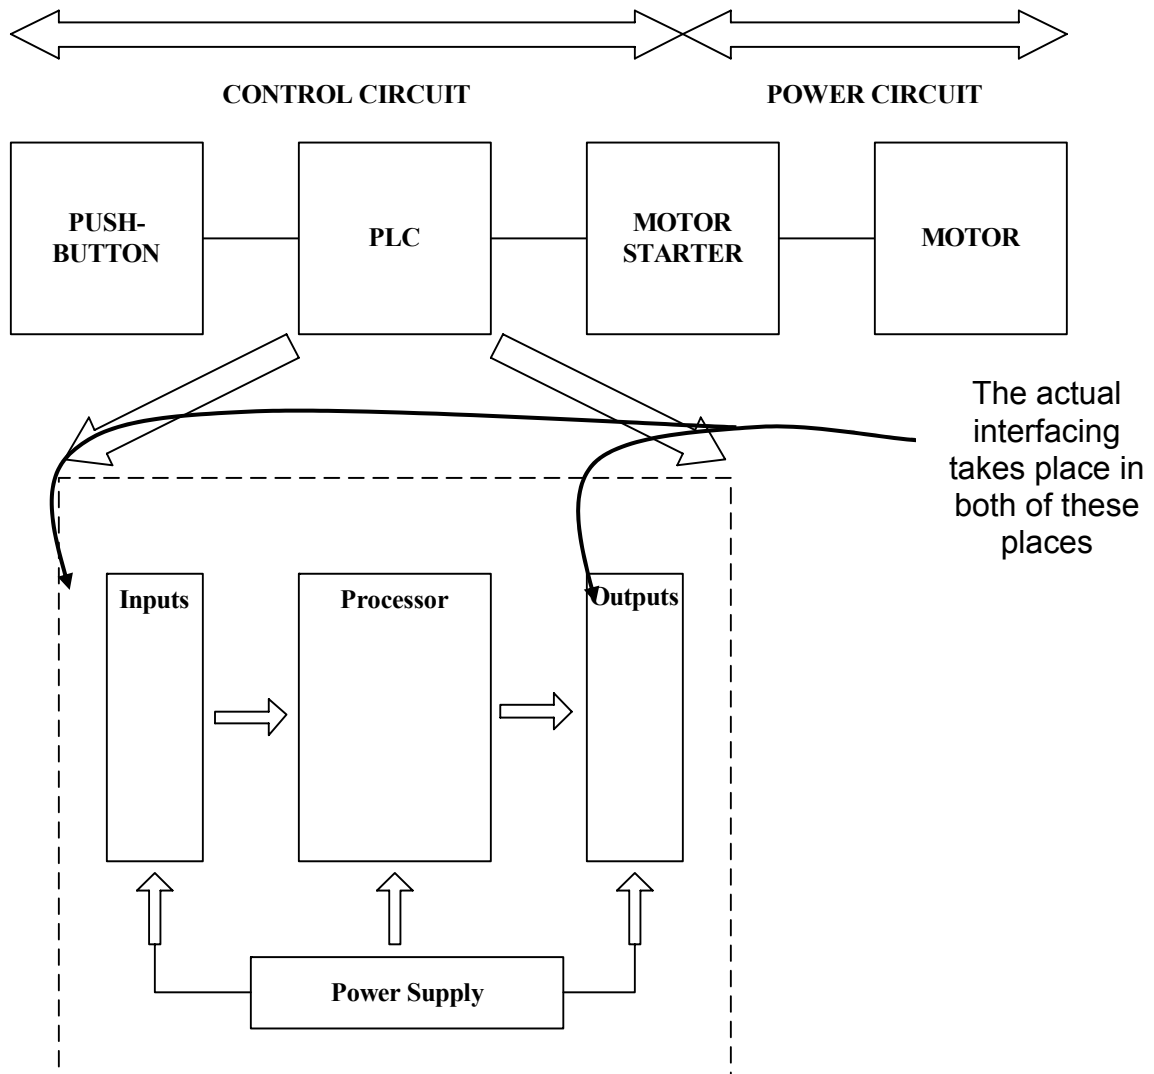 CONTROL CIRCUIT
POWER CIRCUIT
PUSH-
BUTTON
PLC
MOTOR
STARTER
MOTOR
The actual
interfacing
takes place in
both of these
places
Inputs
Processor
Outputs
Power Supply